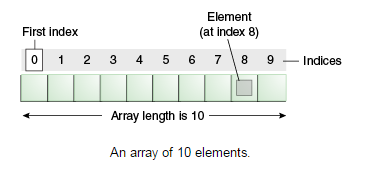 Element
(at index 8)
First index
0 1 2 3 4 5 6 7 8 9 Indices
Array length is 10
An array of 10 elements.